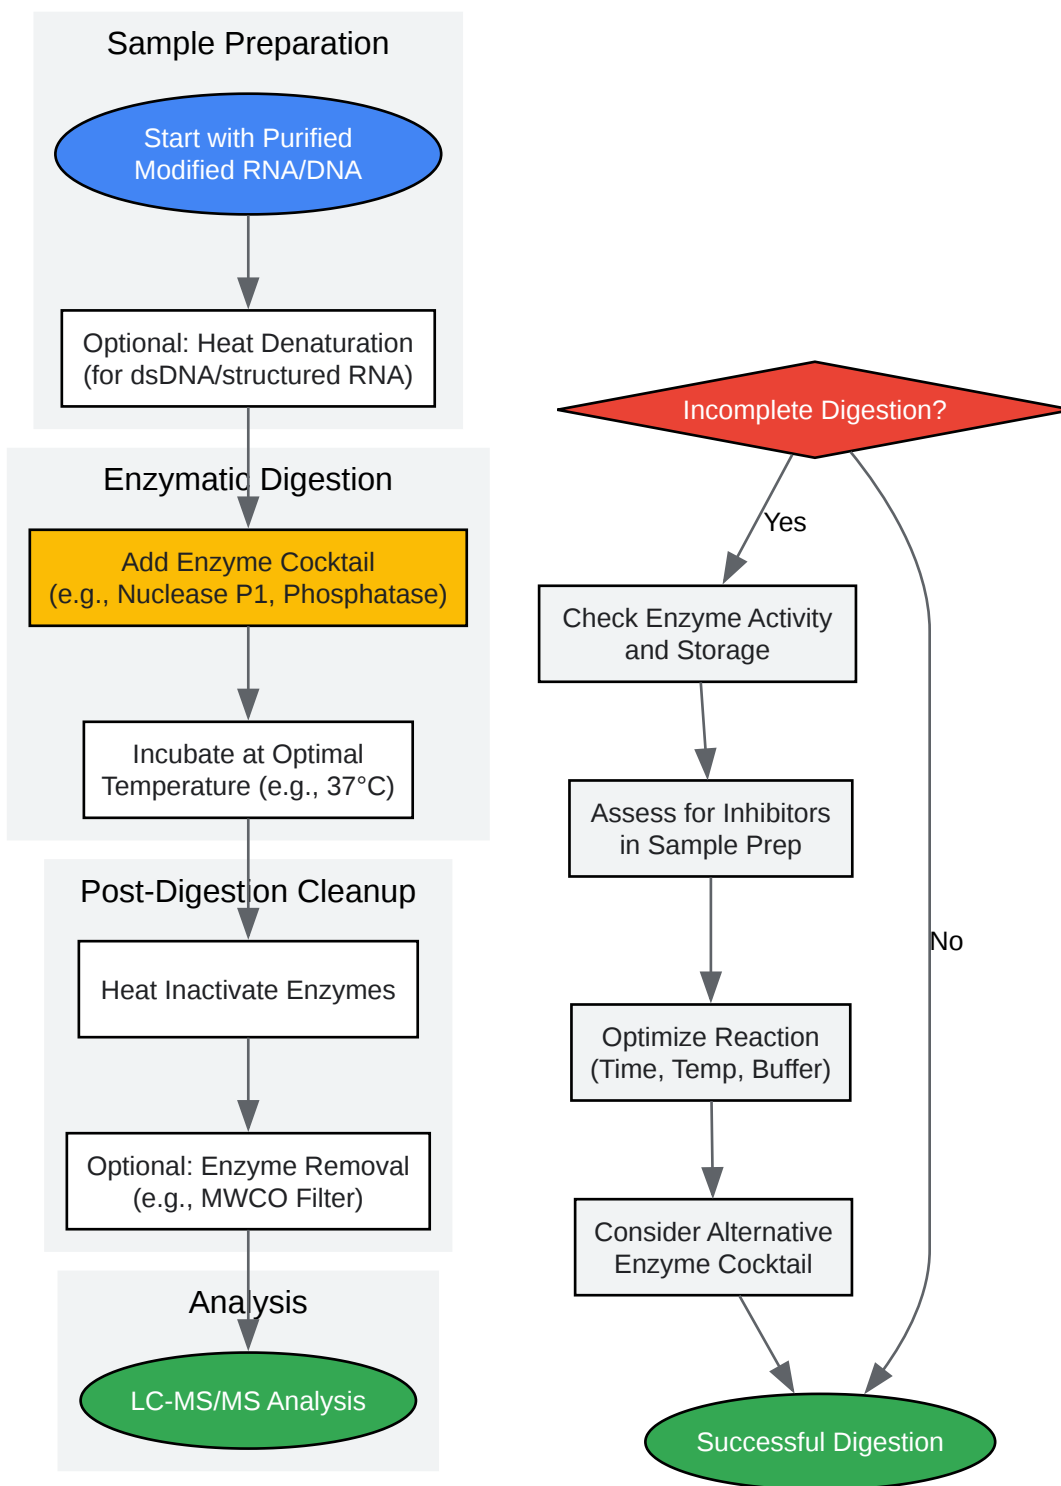 Sample Preparation
Start with Purified
Modified RNA/DNA
Optional: Heat Denaturation
(for dsDNA/structured RNA)
Enzymatic Digestion
Add Enzyme Cocktail
(e.g., Nuclease P1, Phosphatase)
Incubate at Optimal
Temperature (e.g., 37°C)
Post-Digestion Cleanup
Heat Inactivate Enzymes
Optional: Enzyme Removal
(e.g., MWCO Filter)
Analysis
LC-MS/MS Analysis
Incomplete Digestion?
Yes
Check Enzyme Activity
and Storage
Assess for Inhibitors
in Sample Prep
No
Optimize Reaction
(Time, Temp, Buffer)
Consider Alternative
Enzyme Cocktail
Successful Digestion